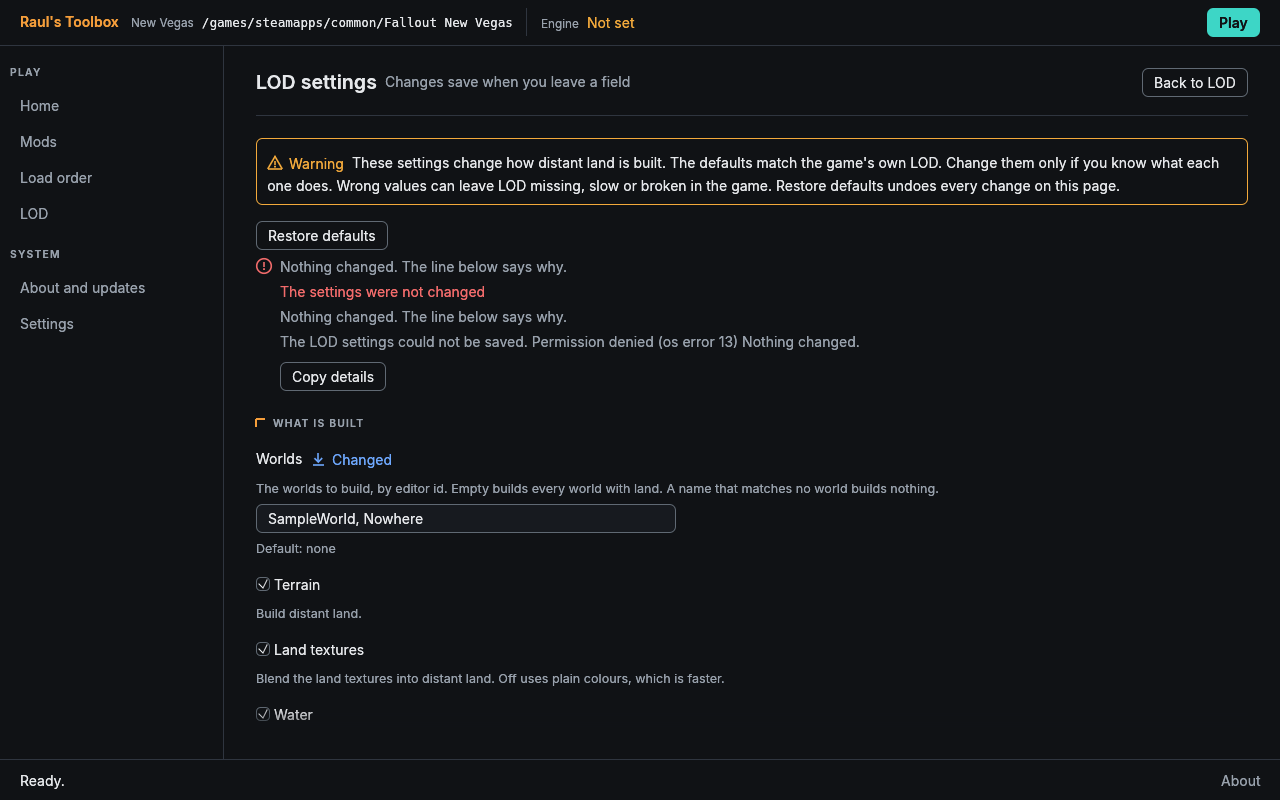 Raul's Toolbox New Vegas /games/steamapps/common/Fallout New Vegas Engine Not set Play
PLAY
Home
Mods
Load order
LOD
SYSTEM
About and updates
Settings
LOD settings Changes save when you leave a field Back to LOD
Warning These settings change how distant land is built. The defaults match the game's own LOD. Change them only if you know what each
one does. Wrong values can leave LOD missing, slow or broken in the game. Restore defaults undoes every change on this page.
Restore defaults
Nothing changed. The line below says why.
The settings were not changed
Nothing changed. The line below says why.
The LOD settings could not be saved. Permission denied (os error 13) Nothing changed.
Copy details
WHAT IS BUILT
Worlds Changed
The worlds to build, by editor id. Empty builds every world with land. A name that matches no world builds nothing.
SampleWorld, Nowhere
Default: none
Terrain
Build distant land.
Land textures
Blend the land textures into distant land. Off uses plain colours, which is faster.
Water
Ready. About